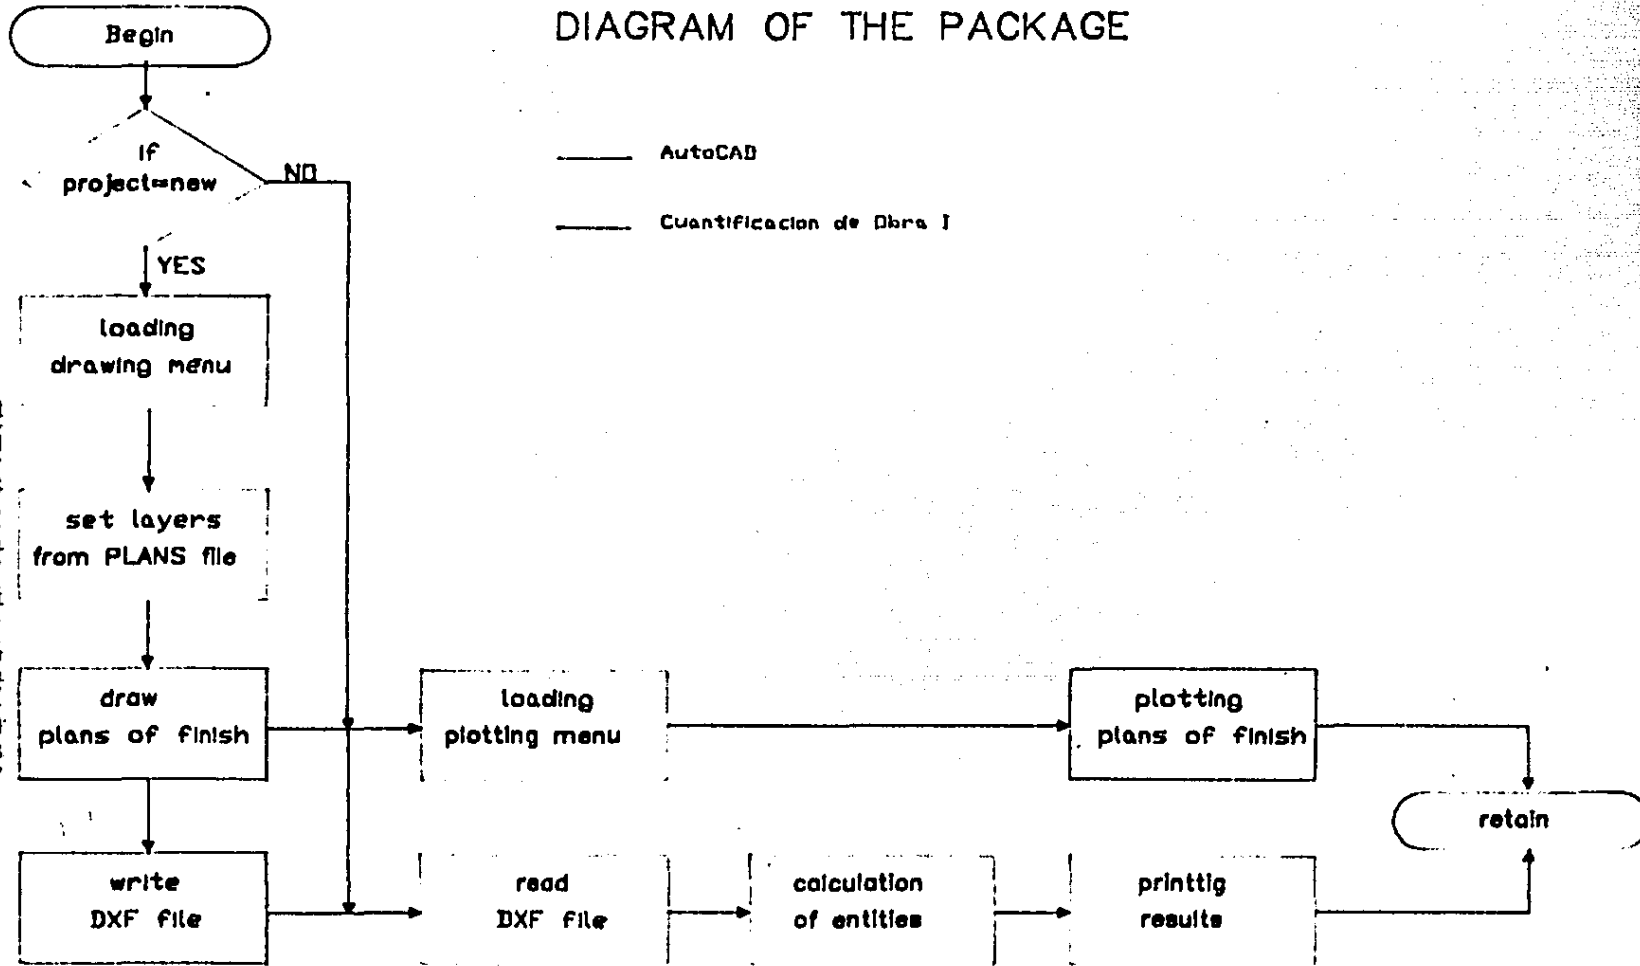 DIAGRAM OF THE PACKAGE
Begin
AutoCAD
If
project=new
NO
Cuantificacion de Obra I
YES
loading
drawing menu
set layers
from PLANS file
draw
plans of finish
loading
plotting menu
plotting
plans of finish
retain
write
DXF file
read
DXF file
calculation
of entities
printtig
results